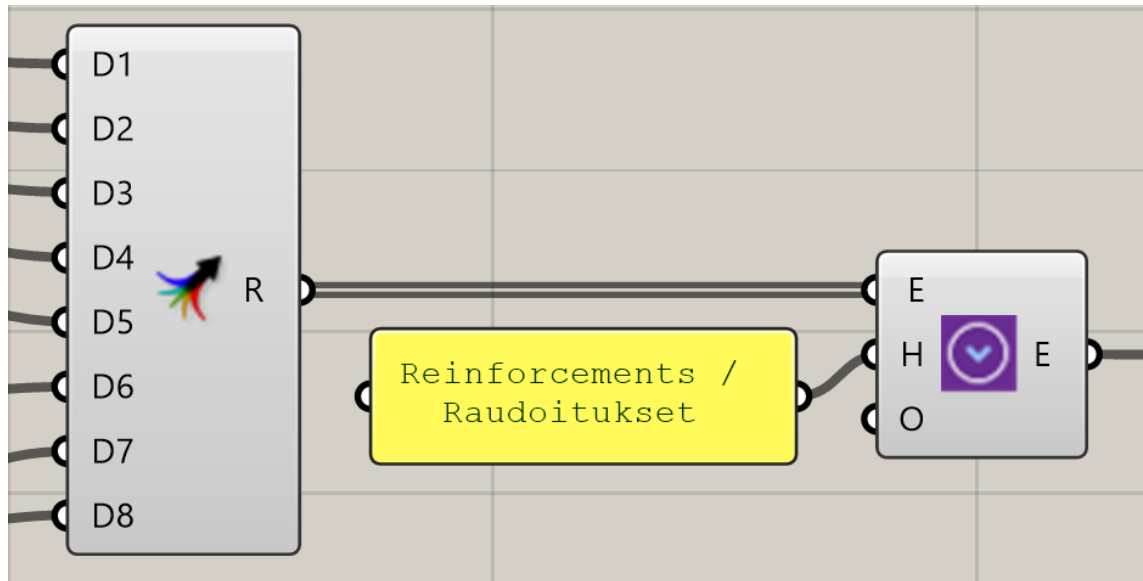 D1
D2
D3
D4
D5
D6
D7
D8
R
Reinforcements /
Raudoitukset
E
H
O
E